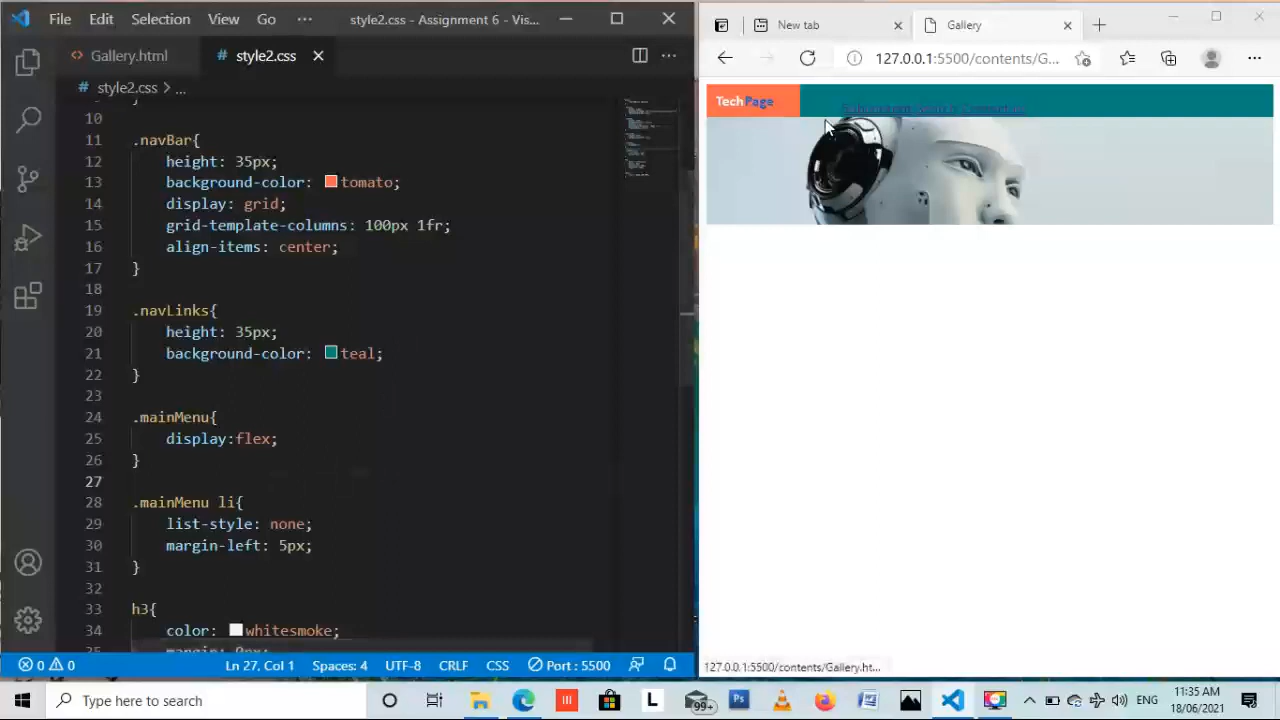 File Edit Selection View Go ··· style2.css - Assignment 6 - Vis...
Gallery.html # style2.css
# style2.css > ...
10
11 .navBar{
12 height: 35px;
13 background-color: tomato;
14 display: grid;
15 grid-template-columns: 100px 1fr;
16 align-items: center;
17 }
18
19 .navLinks{
20 height: 35px;
21 background-color: teal;
22 }
23
24 .mainMenu{
25 display:flex;
26 }
27
28 .mainMenu li{
29 list-style: none;
30 margin-left: 5px;
31 }
32
33 h3{
34 color: whitesmoke;
35 margin: 0px;
0 0 Ln 27, Col 1 Spaces: 4 UTF-8 CRLF CSS Port : 5500
New tab Gallery
127.0.0.1:5500/contents/G...
TechPage
127.0.0.1:5500/contents/Gallery.ht...
Type here to search L 99+ Ps ENG 11:35 AM
18/06/2021